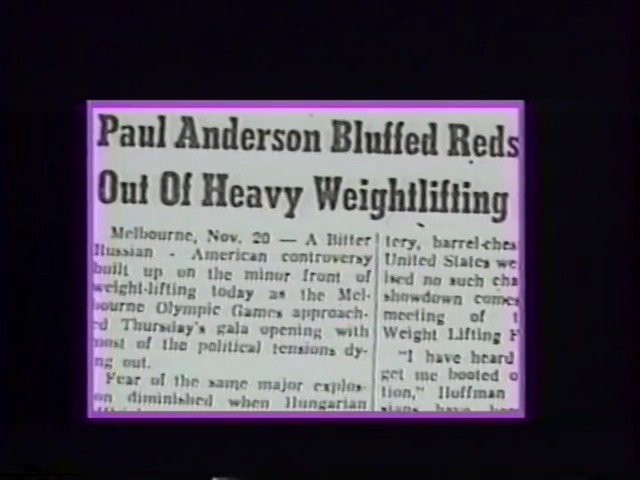 Paul Anderson Bluffed Reds
Out Of Heavy Weightlifting
Melbourne, Nov. 20 — A Bitter
Russian - American controversy
built up on the minor front of
weight-lifting today as the Mel-
bourne Olympic Games approach-
ed Thursday's gala opening with
most of the political tensions dy-
ng out.
Fear of the same major explos-
on diminished when Hungarian
tery, barrel-ches
United States we
ised no such cha
showdown comes
meeting of t
Weight Lifting F
"I have heard
get me booted o
tion," Hoffman